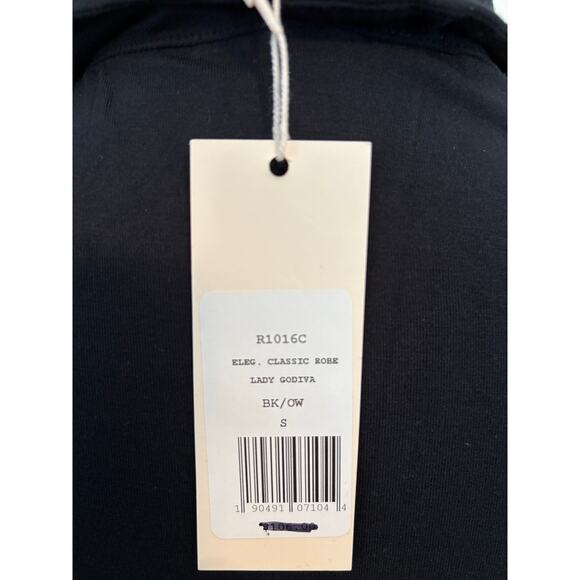 R1016C
ELEG. CLASSIC ROBE
LADY GODIVA
BK/OW
S
1 90491 07104 4